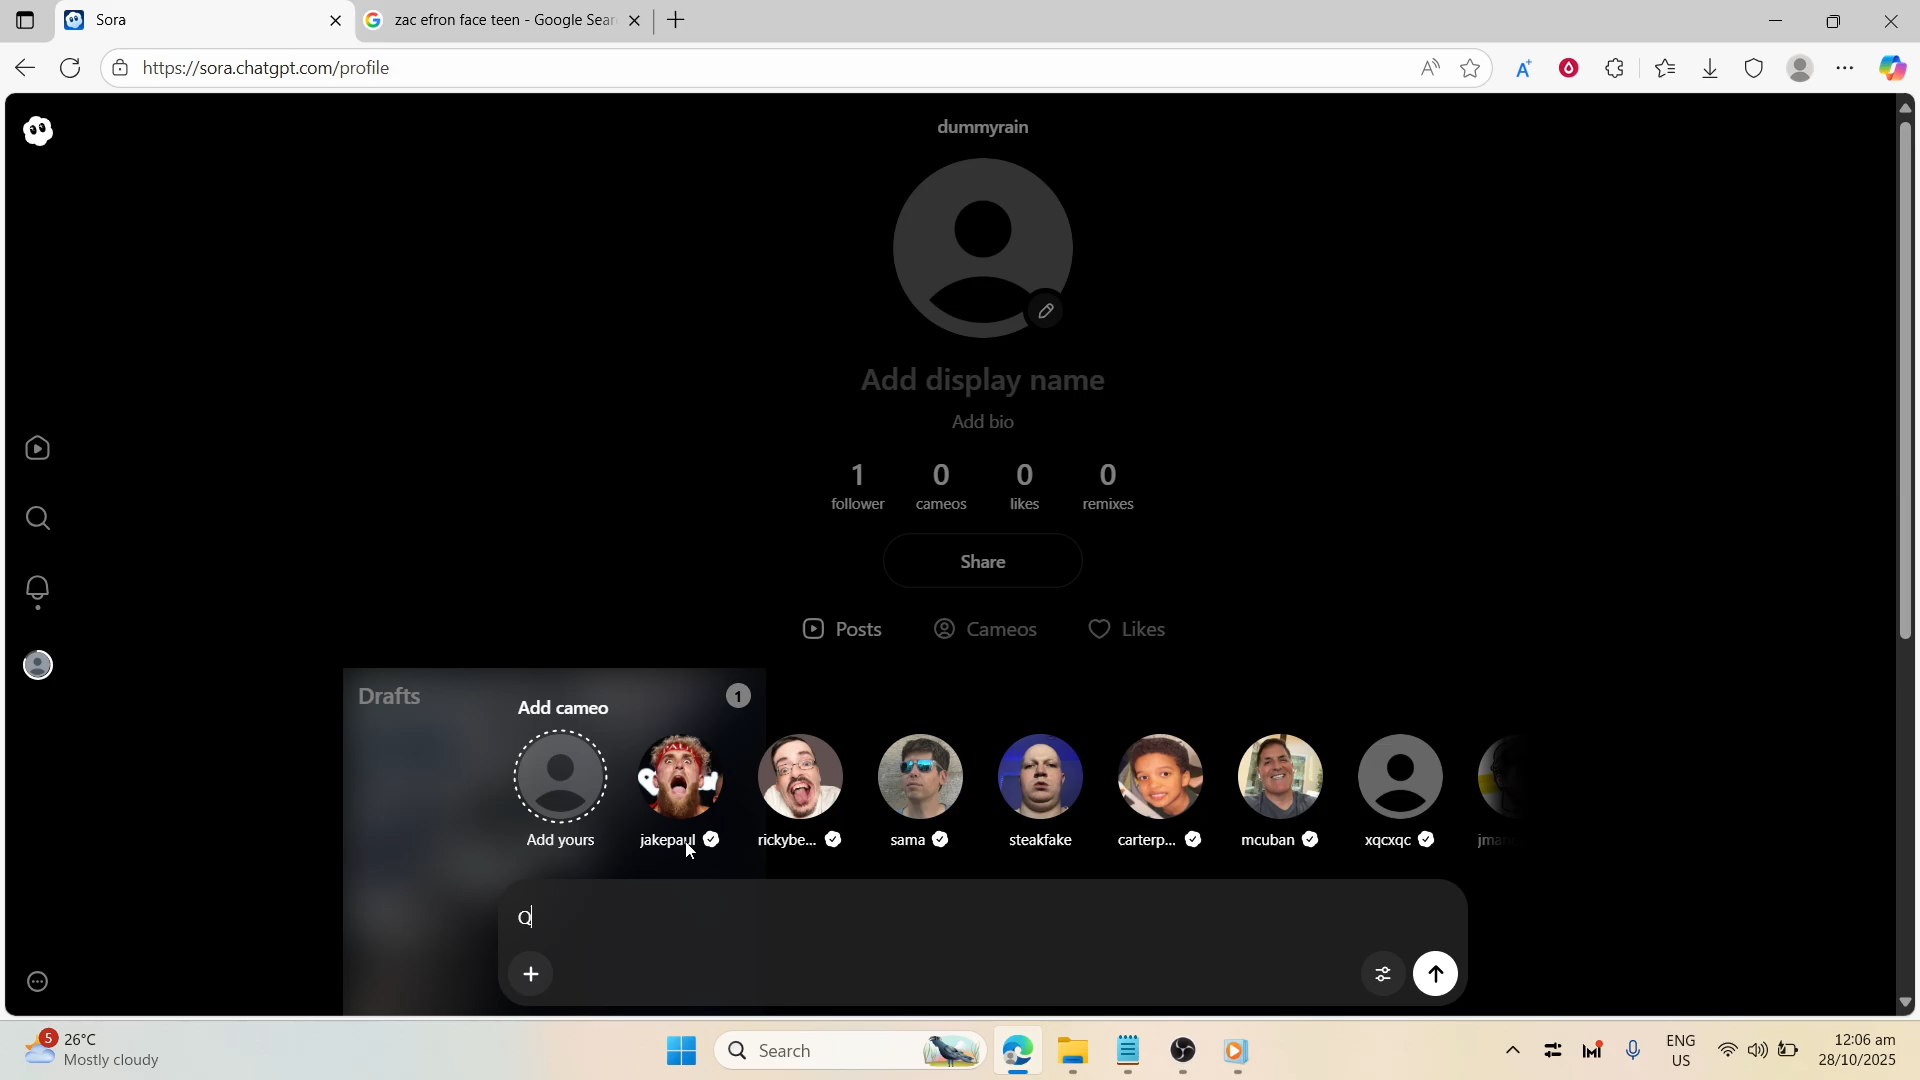 Sora
zac efron face teen - Google Sear
https://sora.chatgpt.com/profile
dummyrain
Add display name
Add bio
1 0 0 0
follower cameos likes remixes
Share
Posts Cameos Likes
Drafts 1
Add cameo
Add yours jakepaul rickybe... sama steakfake carterp... mcuban xqcxqc
Q
5 26°C
Mostly cloudy
Search
ENG
US
12:06 am
28/10/2025